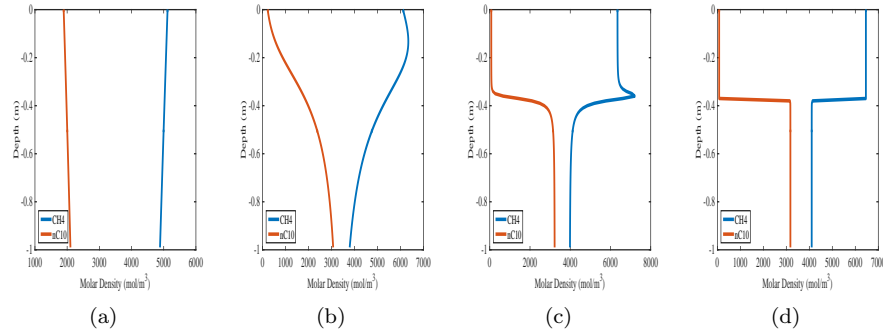 0
-0.2
-0.4
-0.6
-0.8
-1
Depth (m)
CH4
nC10
1000 2000 3000 4000 5000 6000
Molar Density (mol/m³)
(a)
0
-0.2
-0.4
-0.6
-0.8
-1
Depth (m)
CH4
nC10
0 1000 2000 3000 4000 5000 6000 7000
Molar Density (mol/m³)
(b)
0
-0.2
-0.4
-0.6
-0.8
-1
Depth (m)
CH4
nC10
0 2000 4000 6000 8000
Molar Density (mol/m³)
(c)
0
-0.2
-0.4
-0.6
-0.8
-1
Depth (m)
CH4
nC10
0 1000 2000 3000 4000 5000 6000 7000
Molar Density (mol/m³)
(d)